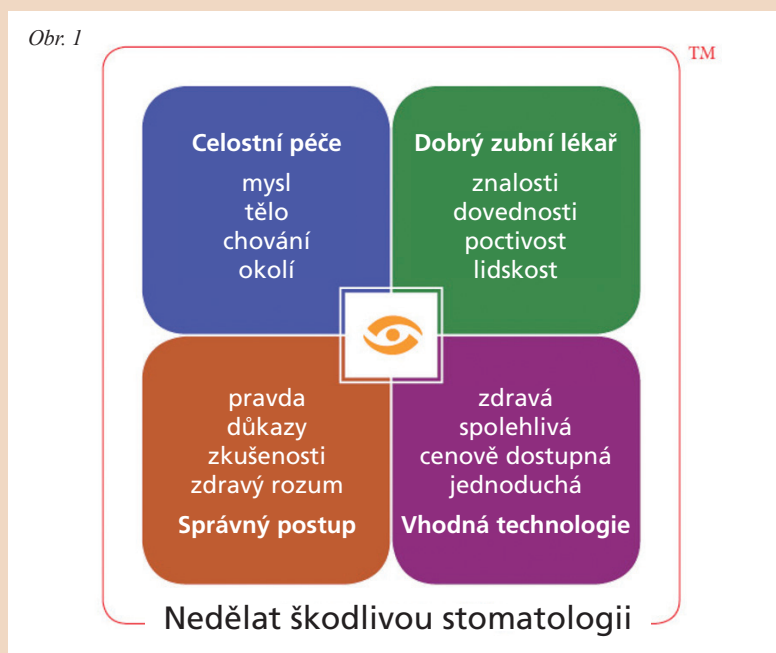 Obr. 1
TM
Celostní péče
mysl
tělo
chování
okolí
Dobrý zubní lékař
znalosti
dovednosti
poctivost
lidskost
pravda
důkazy
zkušenosti
zdravý rozum
Správný postup
zdravá
spolehlivá
cenově dostupná
jednoduchá
Vhodná technologie
Nedělat škodlivou stomatologii